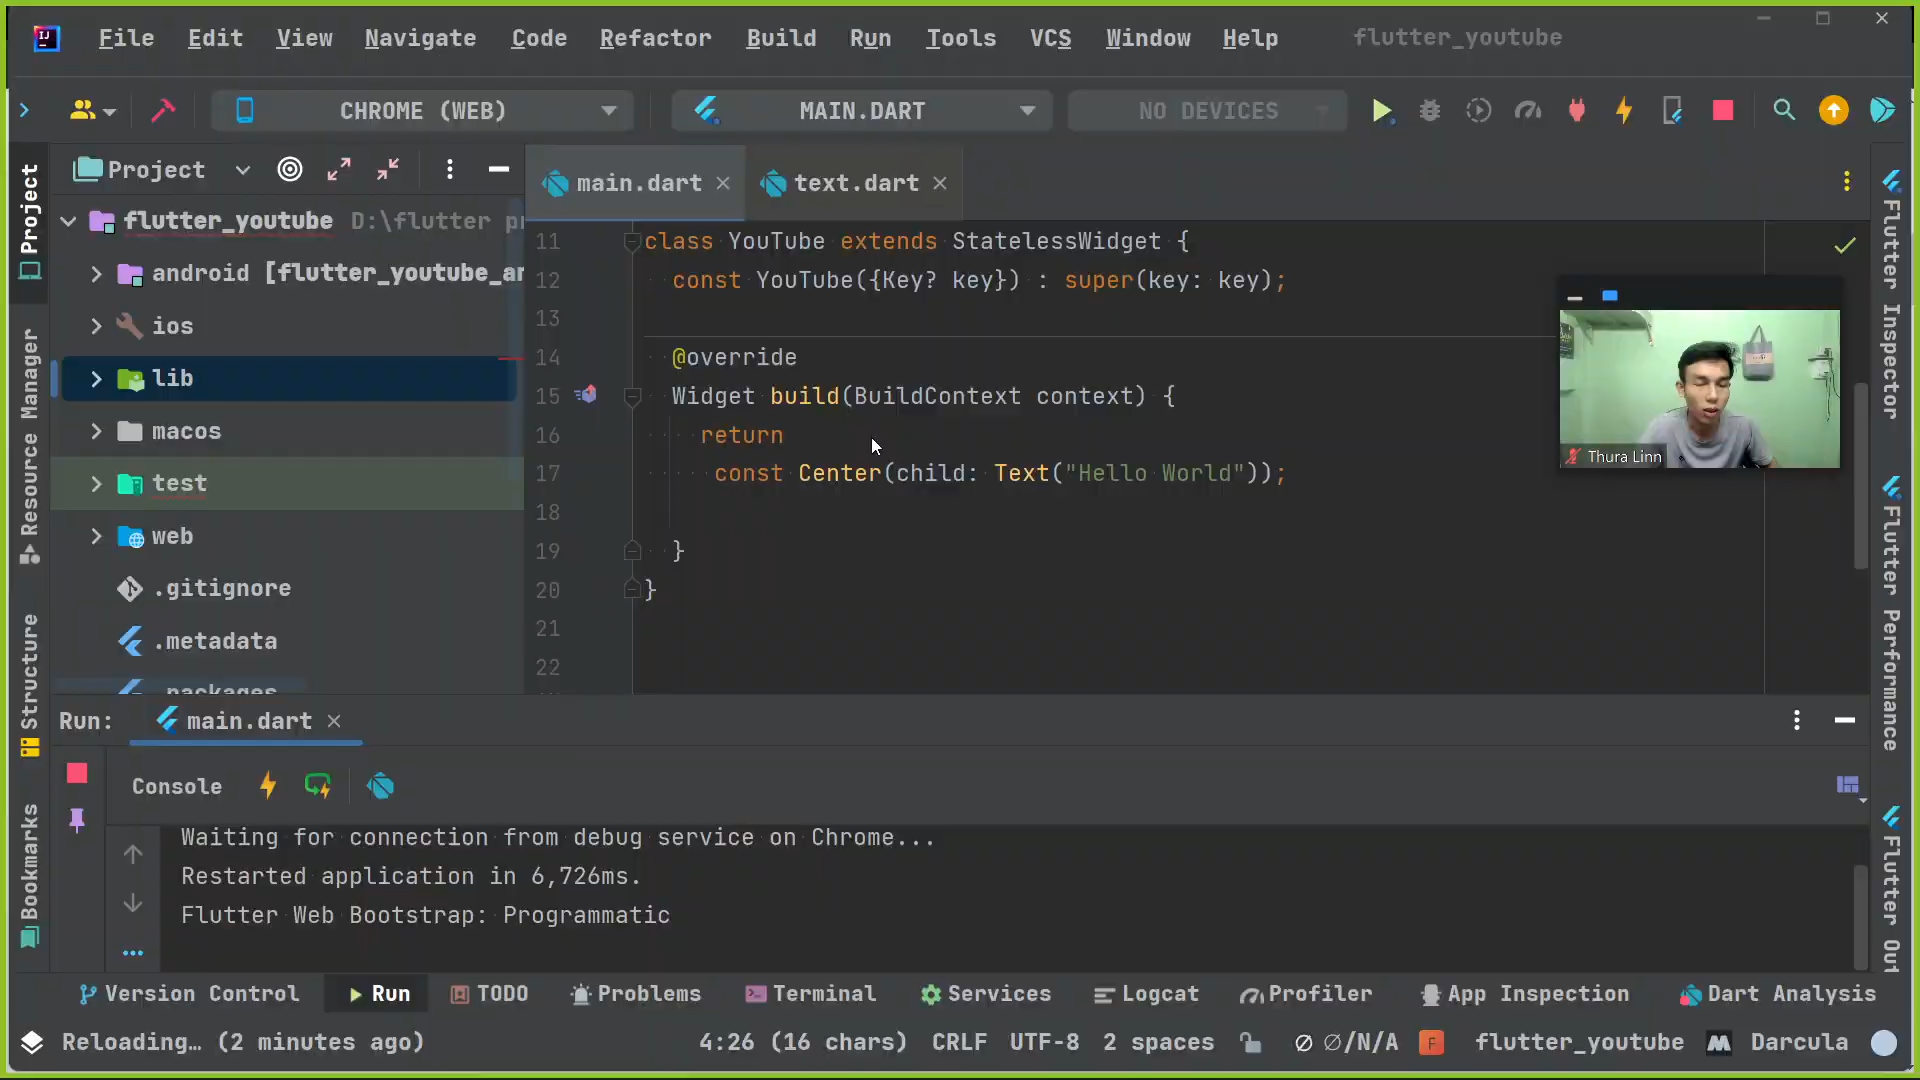 File Edit View Navigate Code Refactor Build Run Tools VCS Window Help flutter_youtube
CHROME (WEB) MAIN.DART NO DEVICES
Project
main.dart
text.dart
flutter_youtube D:\flutter pr
android [flutter_youtube_an
ios
lib
macos
test
web
.gitignore
.metadata
.packages
11 class YouTube extends StatelessWidget {
12 const YouTube({Key? key}) : super(key: key);
13
14 @override
15 Widget build(BuildContext context) {
16 return
17 const Center(child: Text("Hello World"));
18
19 }
20 }
21
22
Thura Linn
Project
Resource Manager
Structure
Bookmarks
Flutter Inspector
Flutter Performance
Flutter Out
Run: main.dart
Console
Waiting for connection from debug service on Chrome...
Restarted application in 6,726ms.
Flutter Web Bootstrap: Programmatic
Version Control Run TODO Problems Terminal Services Logcat Profiler App Inspection Dart Analysis
Reloading… (2 minutes ago) 4:26 (16 chars) CRLF UTF-8 2 spaces ∅/N/A F flutter_youtube Darcula